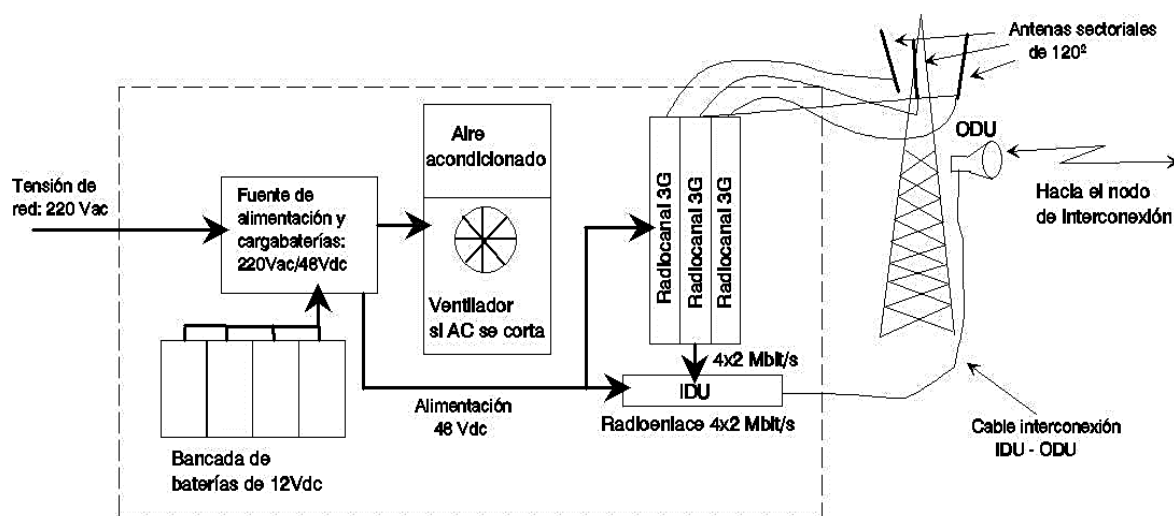 Antenas sectoriales
de 120º
Aire
acondicionado
ODU
Tensión de
red: 220 Vac
Fuente de
alimentación y
cargabaterías:
220Vac/48Vdc
Radiocanal 3G
Radiocanal 3G
Radiocanal 3G
Hacia el nodo
de Interconexión
Ventilador
si AC se corta
4x2 Mbit/s
IDU
Alimentación
48 Vdc
Radioenlace 4x2 Mbit/s
Cable interconexión
IDU - ODU
Bancada de
baterías de 12Vdc